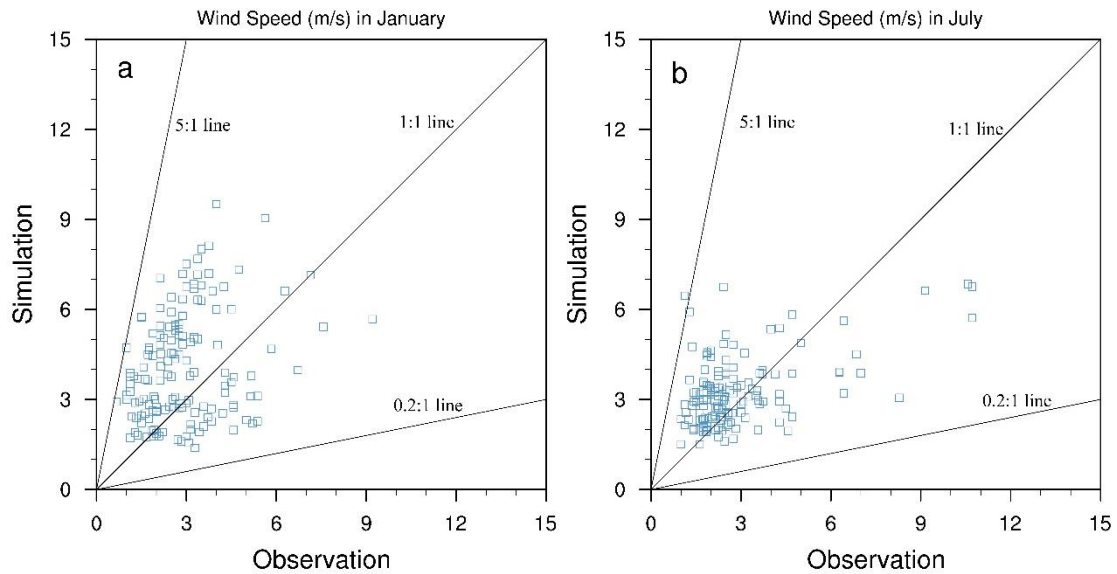 Wind Speed (m/s) in January
15
12
9
6
3
0
Simulation
a
5:1 line
1:1 line
0.2:1 line
0 3 6 9 12 15
Observation
Wind Speed (m/s) in July
15
12
9
6
3
0
Simulation
b
5:1 line
1:1 line
0.2:1 line
0 3 6 9 12 15
Observation